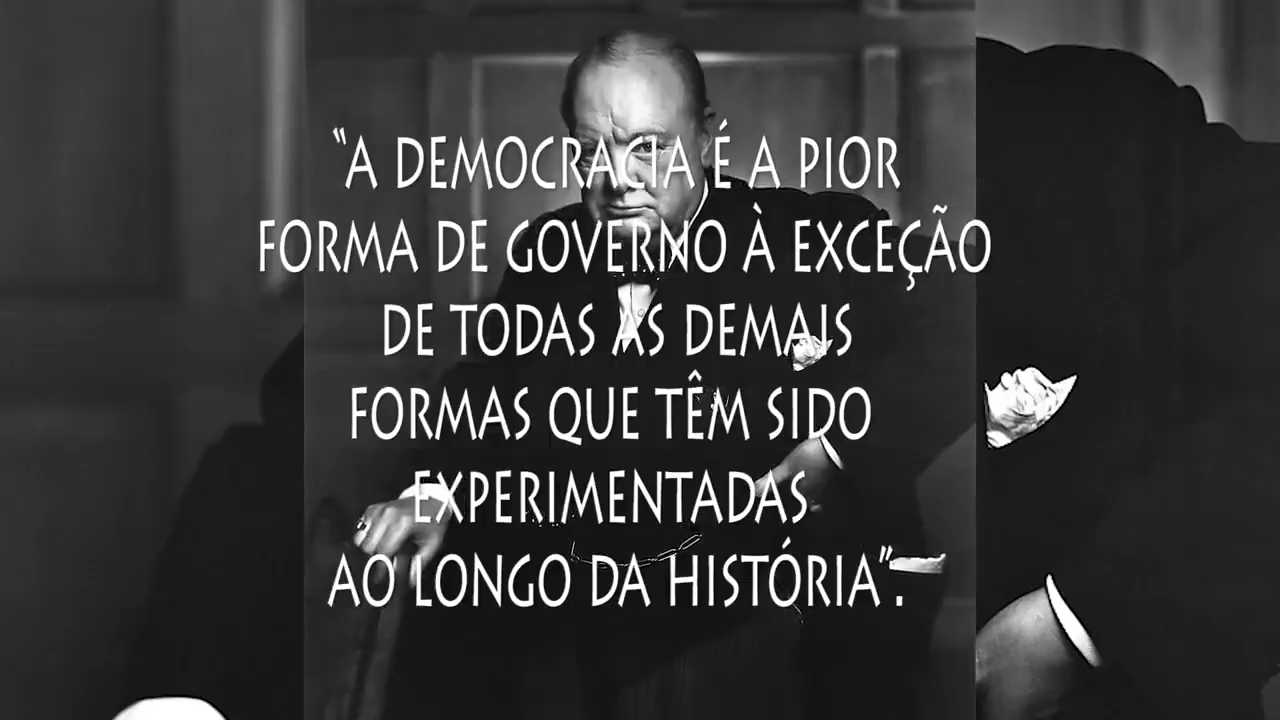 "A DEMOCRACIA É A PIOR
FORMA DE GOVERNO À EXCEÇÃO
DE TODAS AS DEMAIS
FORMAS QUE TÊM SIDO
EXPERIMENTADAS
AO LONGO DA HISTÓRIA".